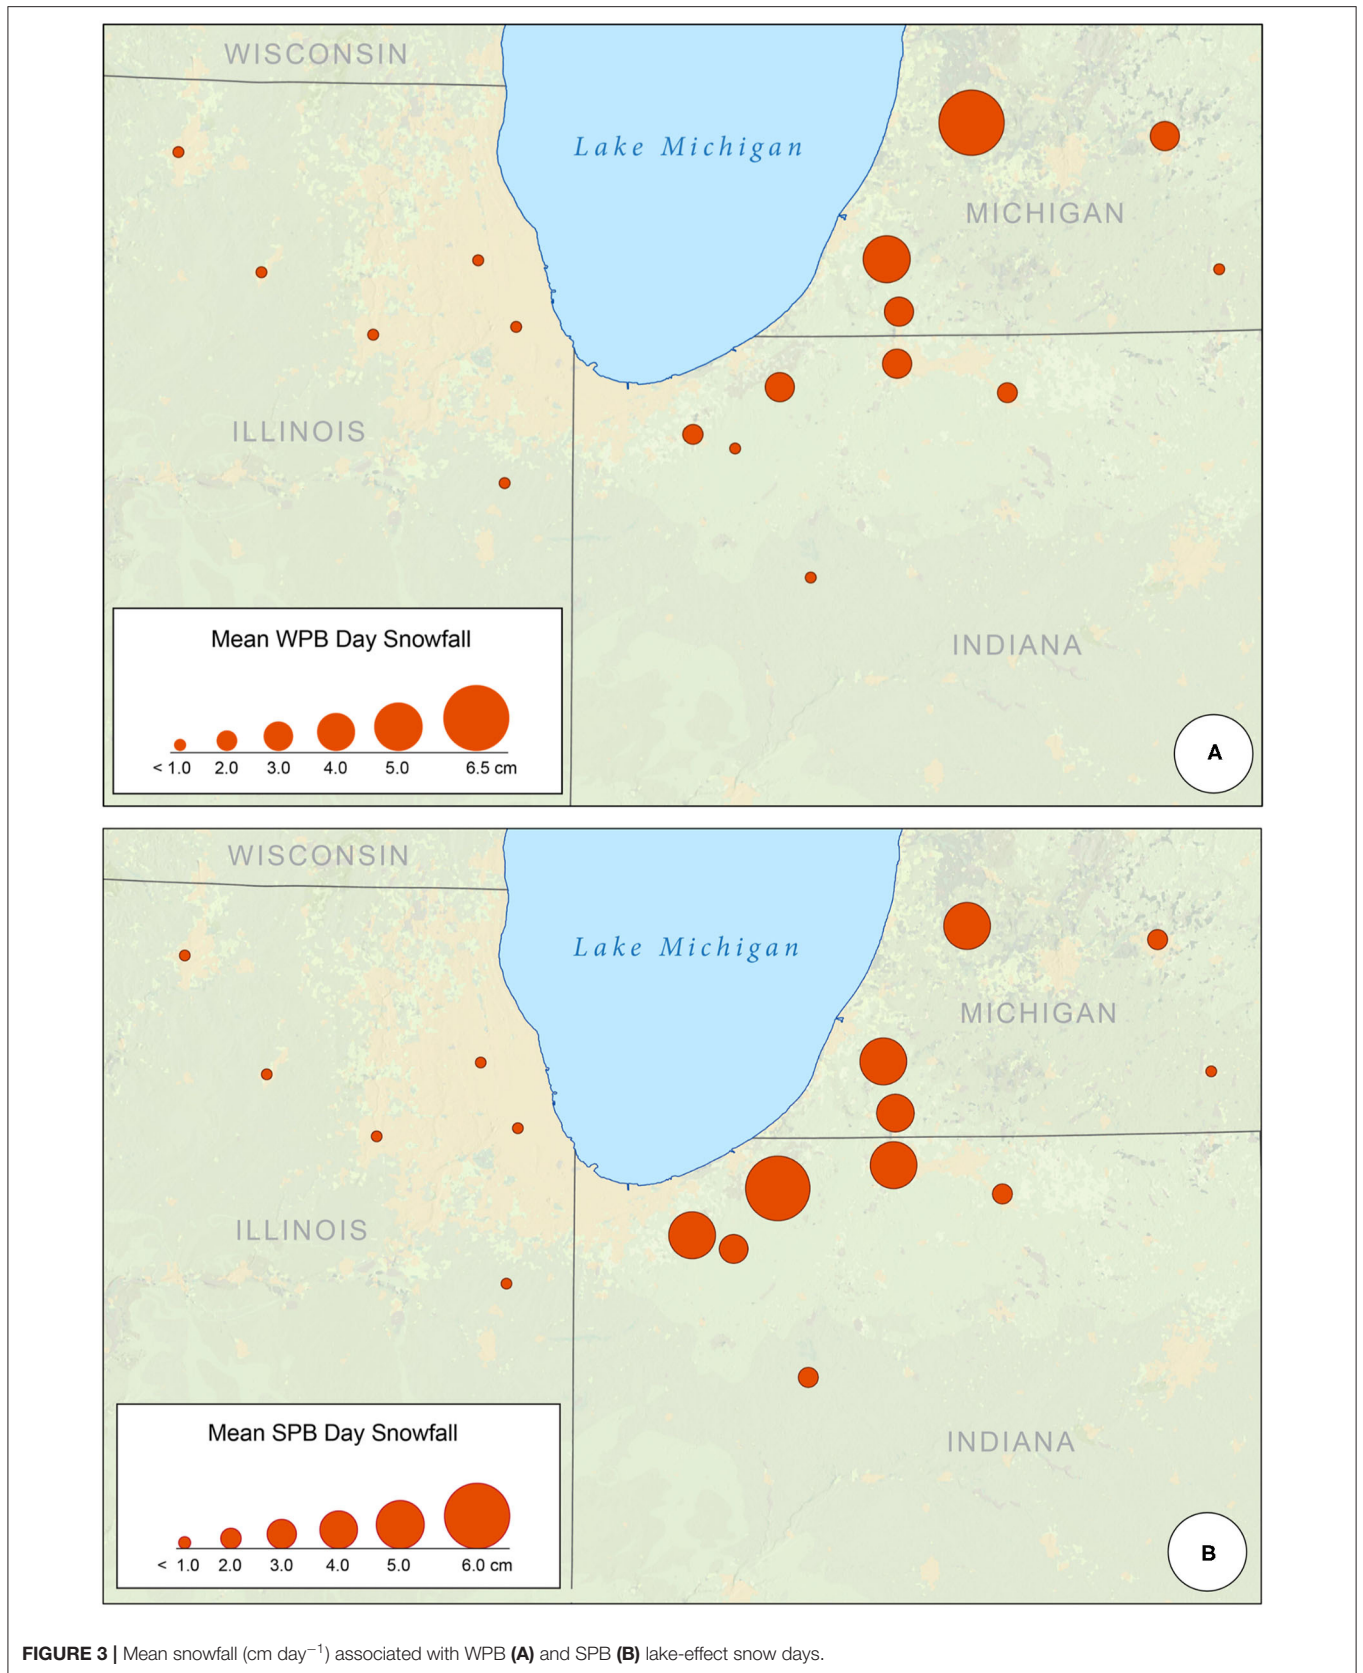 WISCONSIN
Lake Michigan
MICHIGAN
ILLINOIS
INDIANA
Mean WPB Day Snowfall
< 1.0 2.0 3.0 4.0 5.0 6.5 cm
A
WISCONSIN
Lake Michigan
MICHIGAN
ILLINOIS
INDIANA
Mean SPB Day Snowfall
< 1.0 2.0 3.0 4.0 5.0 6.0 cm
B
FIGURE 3 | Mean snowfall (cm day⁻¹) associated with WPB (A) and SPB (B) lake-effect snow days.